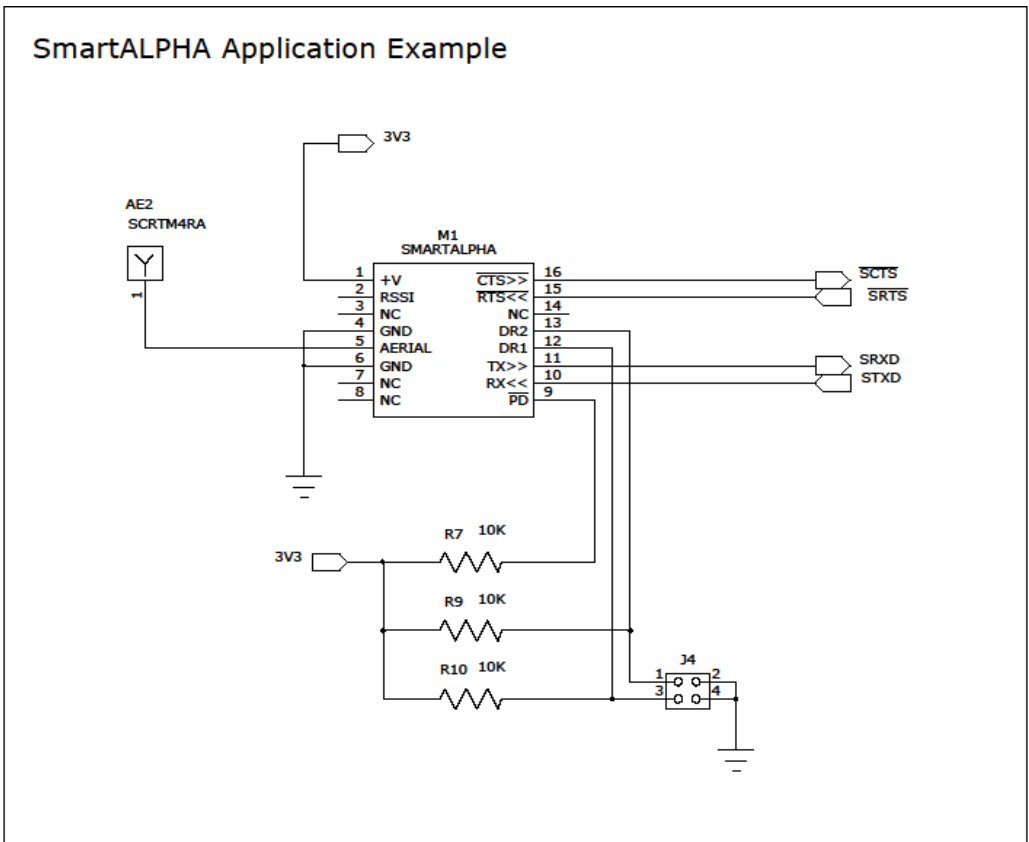 SmartALPHA Application Example
3V3
AE2
SCRTM4RA
1
M1
SMARTALPHA
1 +V CTS>> 16 SCTS
2 RSSI RTS<< 15 SRTS
3 NC NC 14
4 GND DR2 13
5 AERIAL DR1 12
6 GND TX>> 11 SRXD
7 NC RX<< 10 STXD
8 NC PD 9
R7 10K
3V3
R9 10K
R10 10K
J4
1 2
3 4